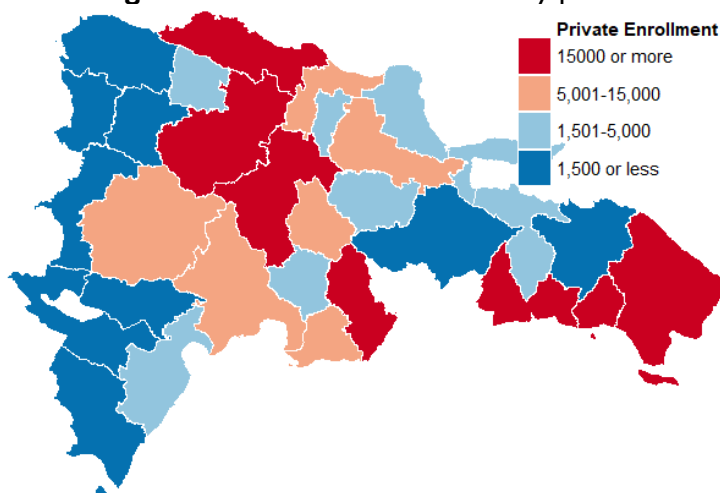 Private Enrollment
15000 or more
5,001-15,000
1,501-5,000
1,500 or less